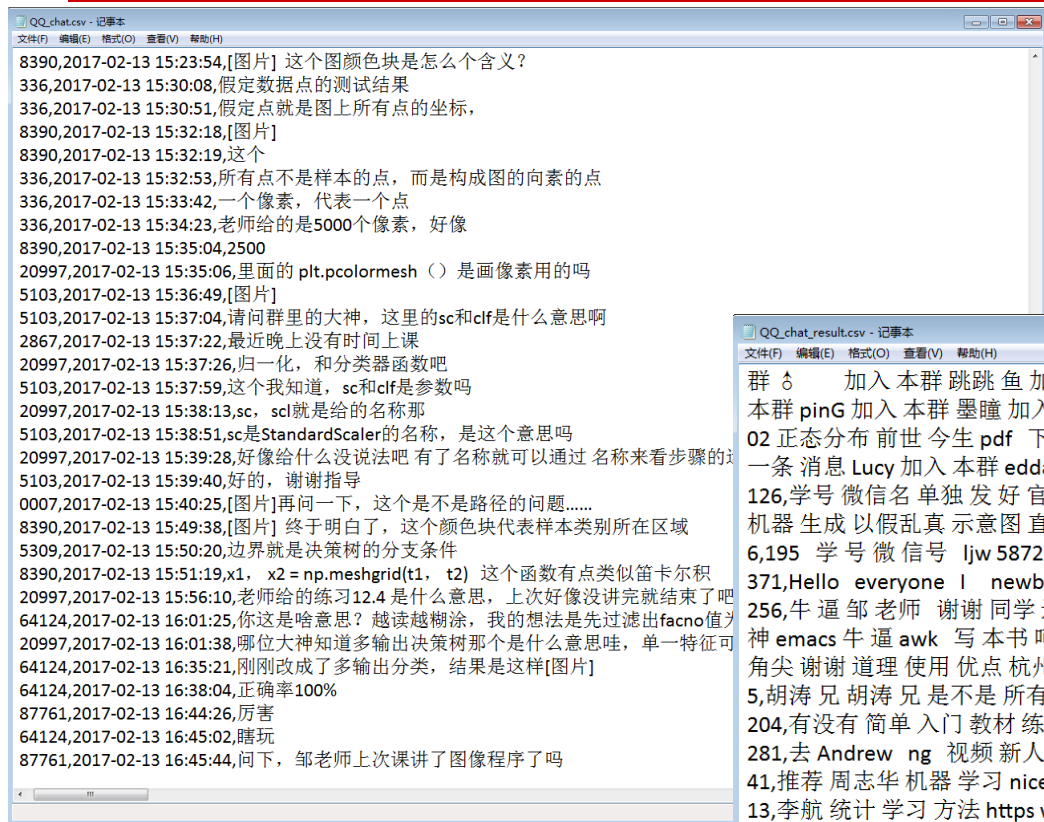 QQ_chat.csv - 记事本
文件(F) 编辑(E) 格式(O) 查看(V) 帮助(H)
8390,2017-02-13 15:23:54,[图片] 这个图颜色块是怎么个含义？
336,2017-02-13 15:30:08,假定数据点的测试结果
336,2017-02-13 15:30:51,假定点就是图上所有点的坐标，
8390,2017-02-13 15:32:18,[图片]
8390,2017-02-13 15:32:19,这个
336,2017-02-13 15:32:53,所有点不是样本的点，而是构成图的向素的点
336,2017-02-13 15:33:42,一个像素，代表一个点
336,2017-02-13 15:34:23,老师给的是5000个像素，好像
8390,2017-02-13 15:35:04,2500
20997,2017-02-13 15:35:06,里面的 plt.pcolormesh（）是画像素用的吗
5103,2017-02-13 15:36:49,[图片]
5103,2017-02-13 15:37:04,请问群里的大神，这里的sc和clf是什么意思啊
2867,2017-02-13 15:37:22,最近晚上没有时间上课
20997,2017-02-13 15:37:26,归一化，和分类器函数吧
5103,2017-02-13 15:37:59,这个我知道，sc和clf是参数吗
20997,2017-02-13 15:38:13,sc，scl就是给的名称那
5103,2017-02-13 15:38:51,sc是StandardScaler的名称，是这个意思吗
20997,2017-02-13 15:39:28,好像给什么没说法吧 有了名称就可以通过 名称来看步骤的
5103,2017-02-13 15:39:40,好的，谢谢指导
0007,2017-02-13 15:40:25,[图片]再问一下，这个是不是路径的问题……
8390,2017-02-13 15:49:38,[图片] 终于明白了，这个颜色块代表样本类别所在区域
5309,2017-02-13 15:50:20,边界就是决策树的分支条件
8390,2017-02-13 15:51:19,x1， x2 = np.meshgrid(t1， t2) 这个函数有点类似笛卡尔积
20997,2017-02-13 15:56:10,老师给的练习12.4 是什么意思，上次好像没讲完就结束了吧
64124,2017-02-13 16:01:25,你这是啥意思？越读越糊涂，我的想法是先过滤出facno值为
20997,2017-02-13 16:01:38,哪位大神知道多输出决策树那个是什么意思哇，单一特征可
64124,2017-02-13 16:35:21,刚刚改成了多输出分类，结果是这样[图片]
64124,2017-02-13 16:38:04,正确率100%
87761,2017-02-13 16:44:26,厉害
64124,2017-02-13 16:45:02,瞎玩
87761,2017-02-13 16:45:44,问下，邹老师上次课讲了图像程序了吗
QQ_chat_result.csv - 记事本
文件(F) 编辑(E) 格式(O) 查看(V) 帮助(H)
群 ♂ 加入 本群 跳跳 鱼 加
本群 pinG 加入 本群 墨瞳 加入
02 正态分布 前世 今生 pdf 下
一条 消息 Lucy 加入 本群 edda
126,学号 微信名 单独 发 好 官
机器 生成 以假乱真 示意图 直
6,195 学 号 微 信号 ljw 5872
371,Hello everyone I newb
256,牛 逼 邹 老师 谢谢 同学
神 emacs 牛 逼 awk 写 本书
角尖 谢谢 道理 使用 优点 杭州
5,胡涛 兄 胡涛 兄 是不是 所有
204,有没有 简单 入门 教材 练
281,去 Andrew ng 视频 新人
41,推荐 周志华 机器 学习 nice
13,李航 统计 学习 方法 https